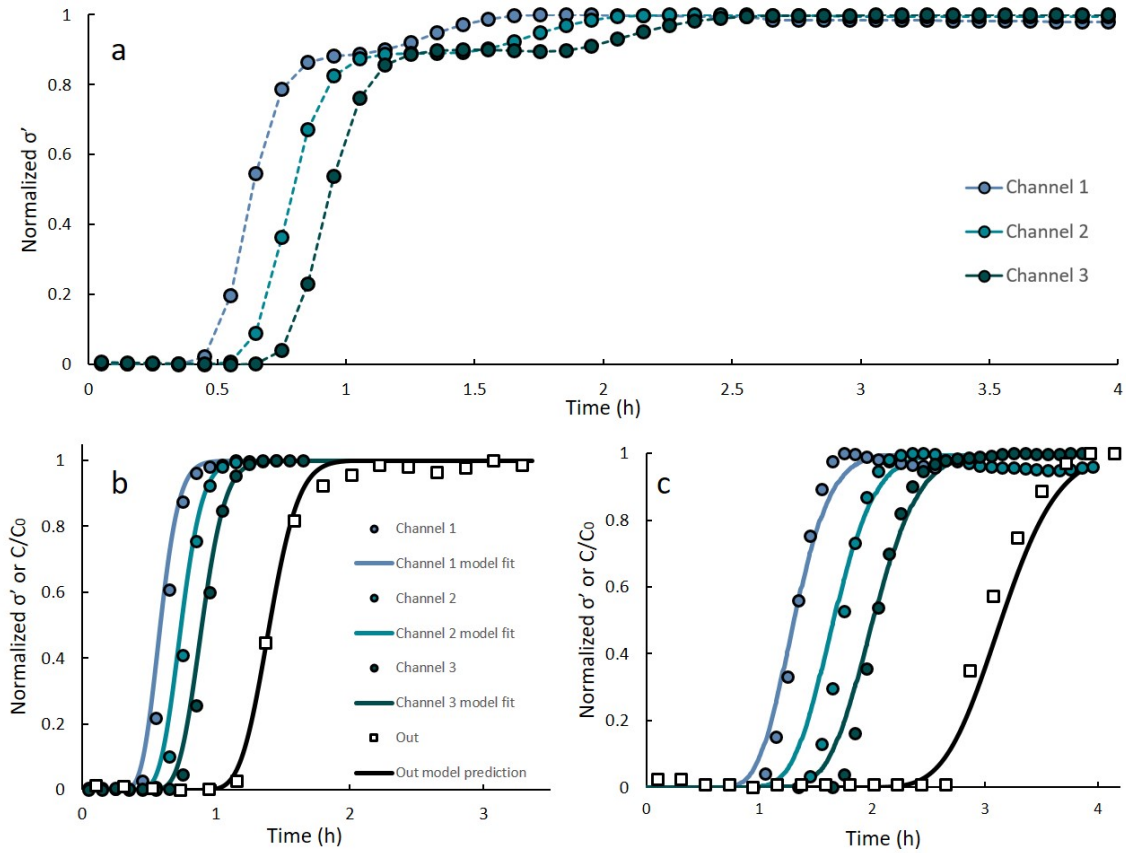 a
Normalized σ'
1
0.8
0.6
0.4
0.2
0
0 0.5 1 1.5 2 2.5 3 3.5 4
Time (h)
Channel 1
Channel 2
Channel 3
b
Normalized σ' or C/C₀
1
0.8
0.6
0.4
0.2
0
0 1 2 3
Time (h)
Channel 1
Channel 1 model fit
Channel 2
Channel 2 model fit
Channel 3
Channel 3 model fit
Out
Out model prediction
c
Normalized σ' or C/C₀
1
0.8
0.6
0.4
0.2
0
0 1 2 3 4
Time (h)